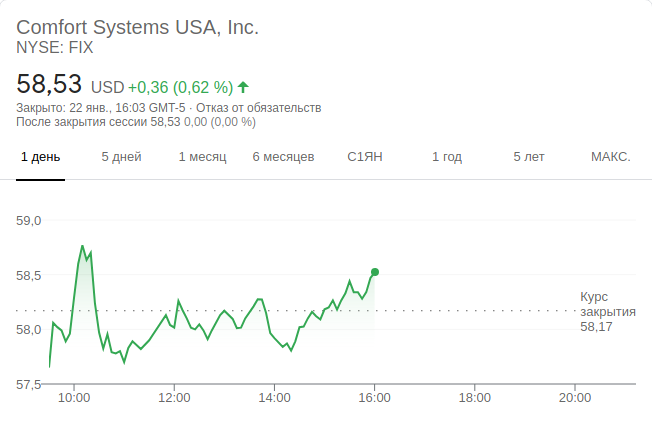 Comfort Systems USA, Inc.
NYSE: FIX
58,53 USD +0,36 (0,62 %)
Закрыто: 22 янв., 16:03 GMT-5 · Отказ от обязательств
После закрытия сессии 58,53 0,00 (0,00 %)
1 день 5 дней 1 месяц 6 месяцев С1ЯН 1 год 5 лет МАКС.
59,0
58,5
Курс
закрытия
58,17
58,0
57,5
10:00 12:00 14:00 16:00 18:00 20:00